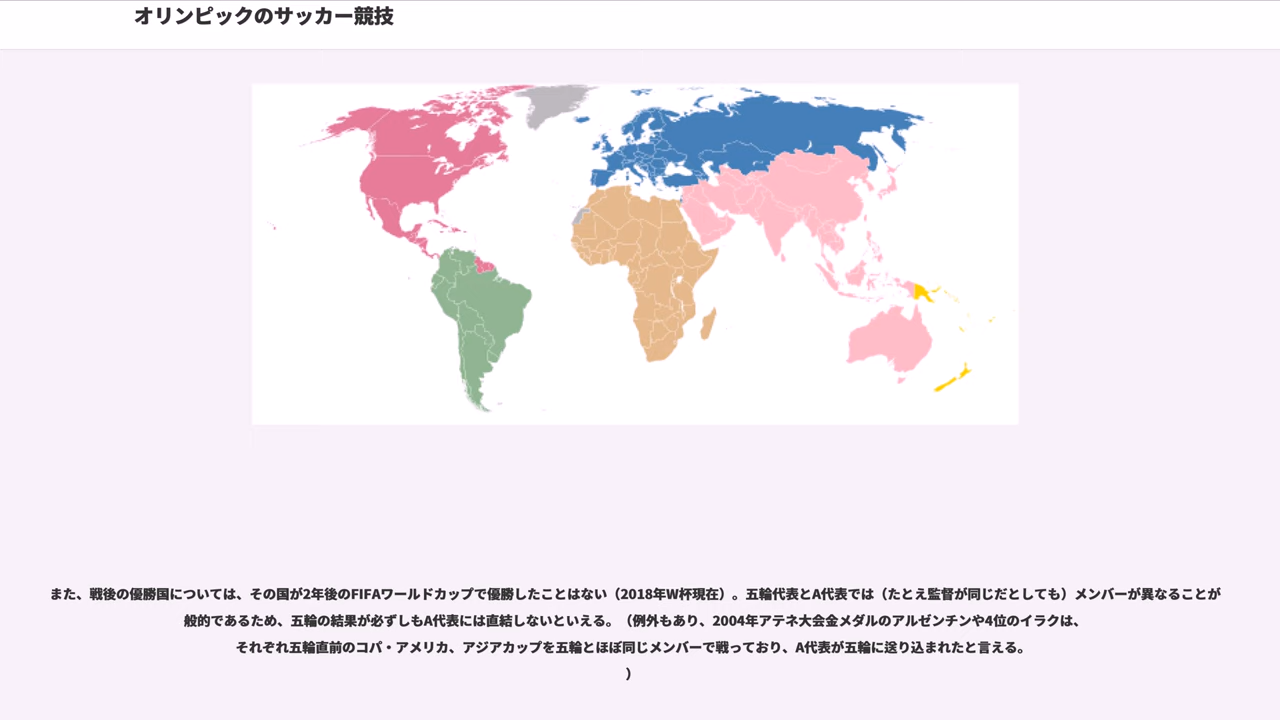 オリンピックのサッカー競技
また、戦後の優勝国については、その国が2年後のFIFAワールドカップで優勝したことはない（2018年W杯現在）。五輪代表とA代表では（たとえ監督が同じだとしても）メンバーが異なることが
般的であるため、五輪の結果が必ずしもA代表には直結しないといえる。（例外もあり、2004年アテネ大会金メダルのアルゼンチンや4位のイラクは、
それぞれ五輪直前のコパ・アメリカ、アジアカップを五輪とほぼ同じメンバーで戦っており、A代表が五輪に送り込まれたと言える。
）